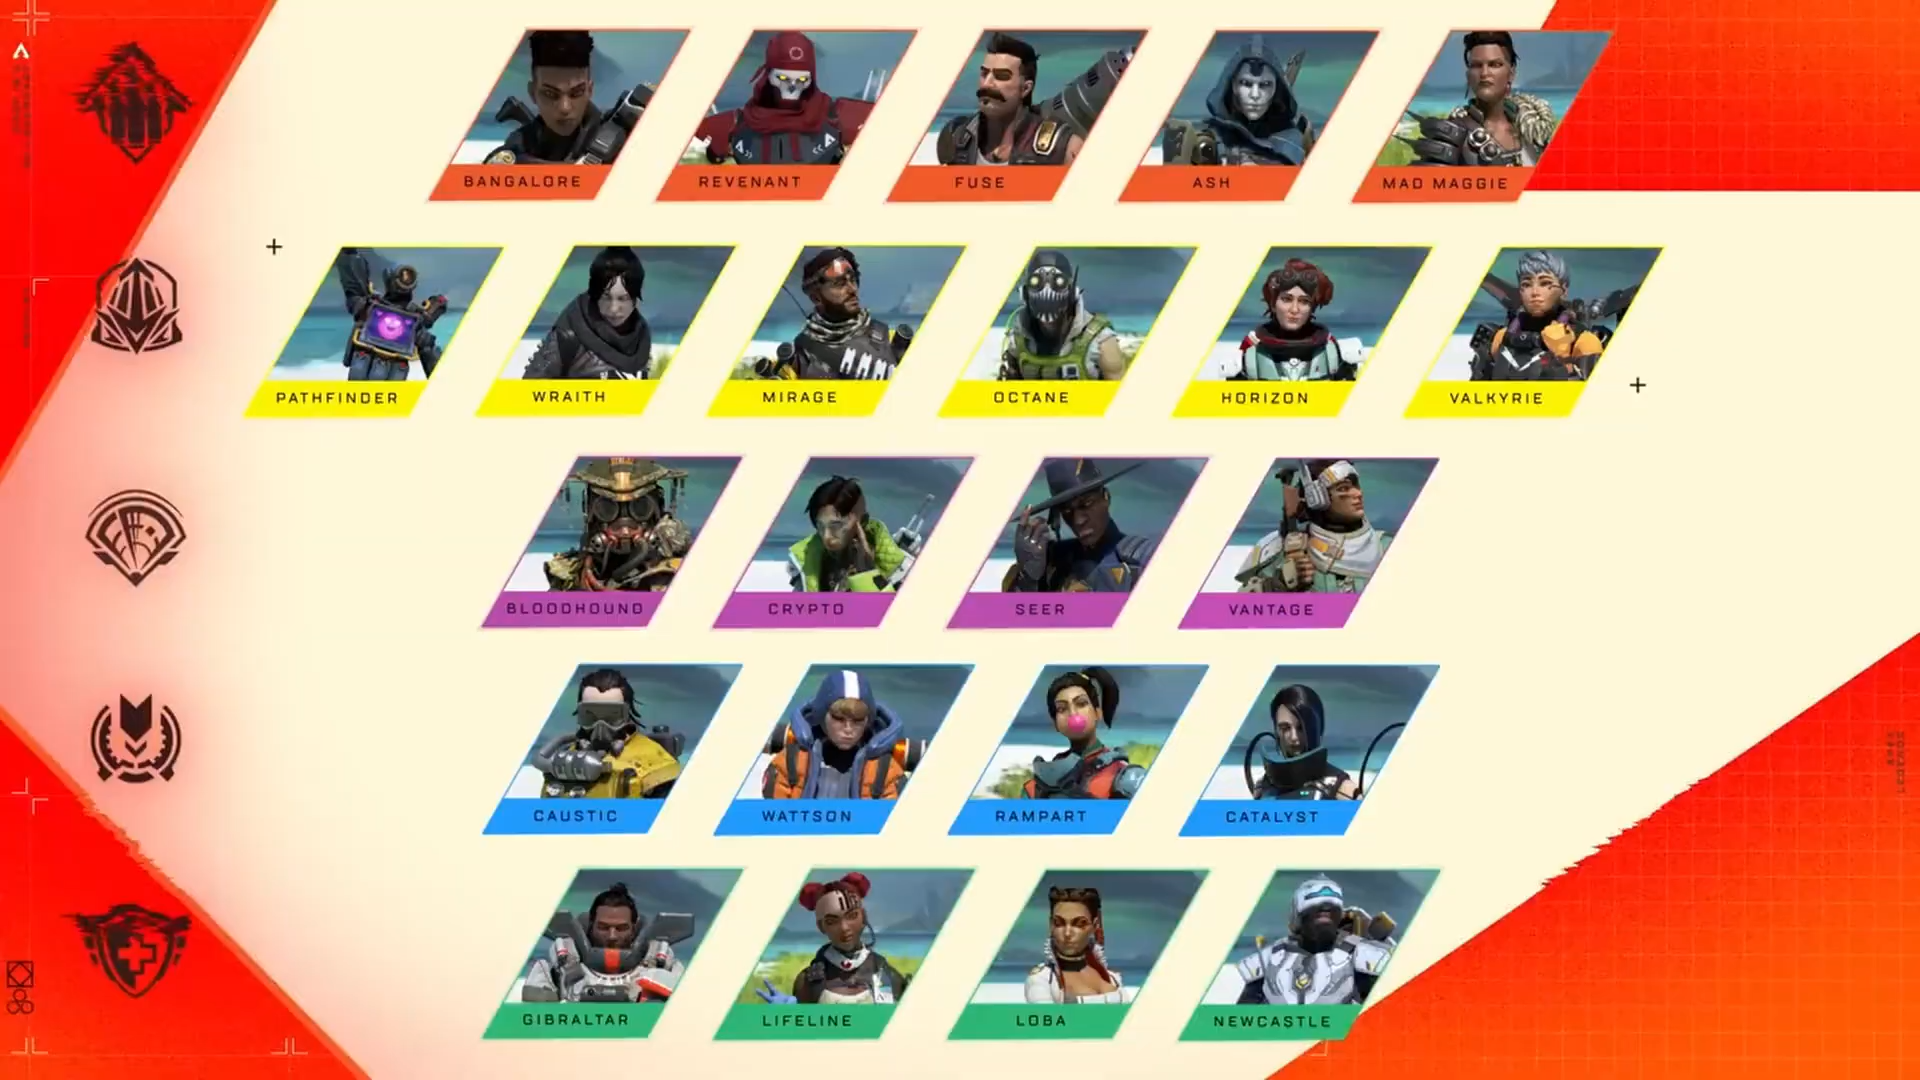 BANGALORE
REVENANT
FUSE
ASH
MAD MAGGIE
PATHFINDER
WRAITH
MIRAGE
OCTANE
HORIZON
VALKYRIE
BLOODHOUND
CRYPTO
SEER
VANTAGE
CAUSTIC
WATTSON
RAMPART
CATALYST
GIBRALTAR
LIFELINE
LOBA
NEWCASTLE